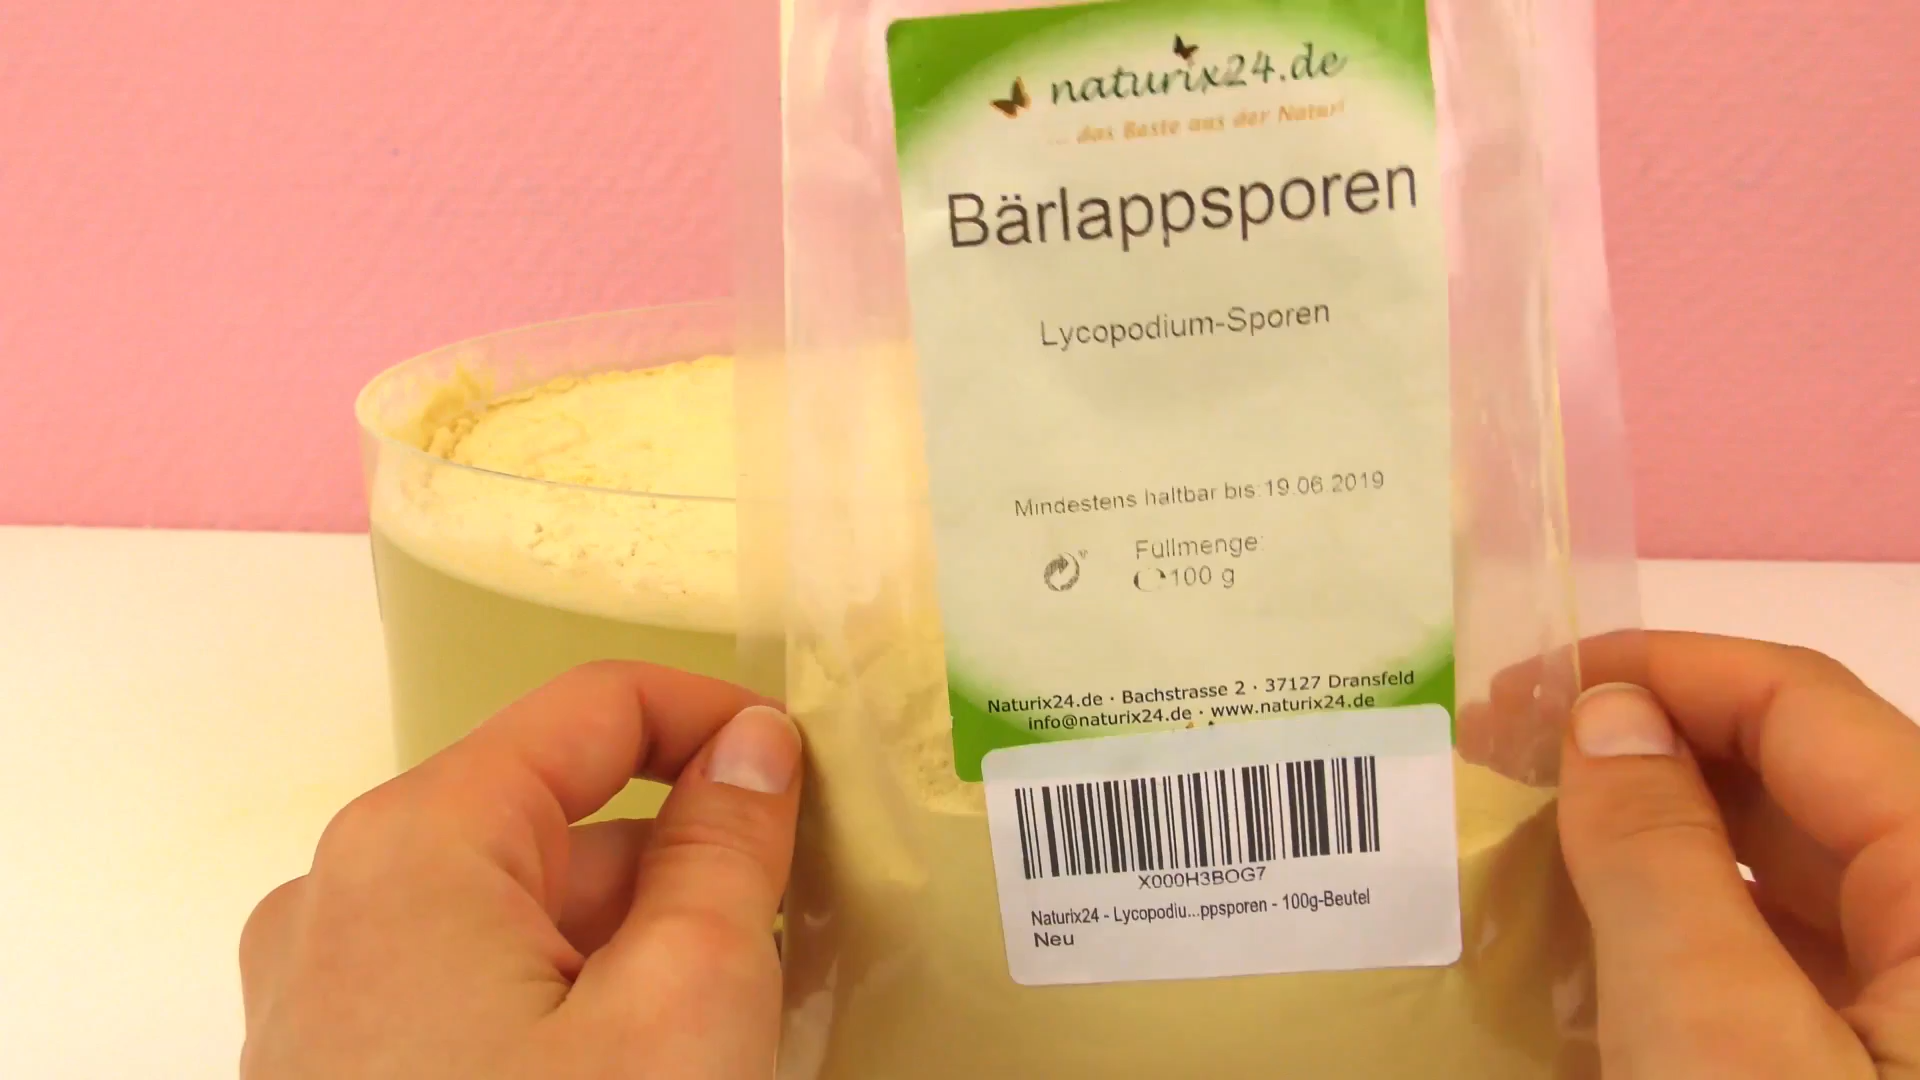 naturix24.de
... das Beste aus der Natur!
Bärlappsporen
Lycopodium-Sporen
Mindestens haltbar bis:19.06.2019
Füllmenge:
100 g
Naturix24.de · Bachstrasse 2 · 37127 Dransfeld
info@naturix24.de · www.naturix24.de
X000H3BOG7
Naturix24 - Lycopodiu...ppsporen - 100g-Beutel
Neu